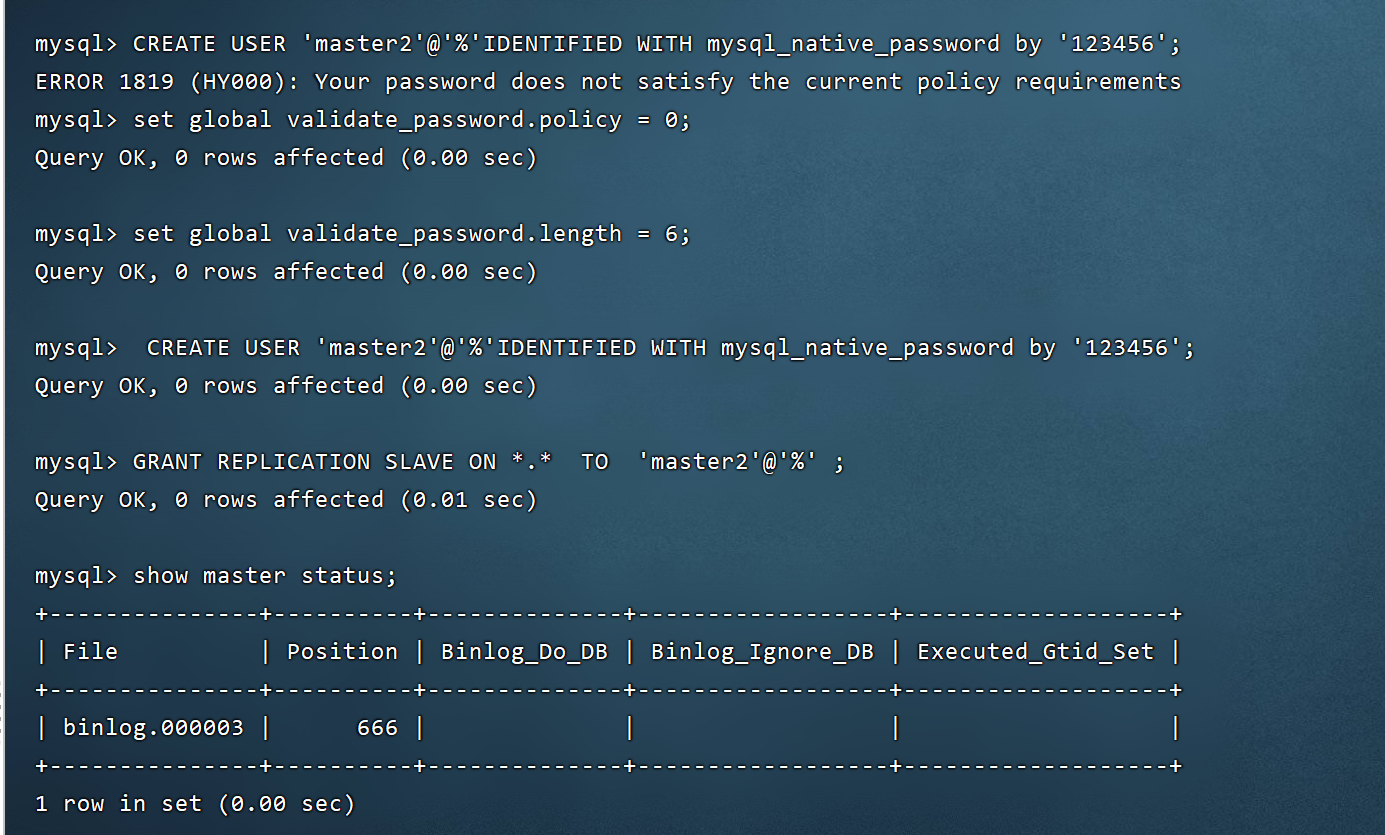 mysql> CREATE USER 'master2'@'%'IDENTIFIED WITH mysql_native_password by '123456';
ERROR 1819 (HY000): Your password does not satisfy the current policy requirements
mysql> set global validate_password.policy = 0;
Query OK, 0 rows affected (0.00 sec)
mysql> set global validate_password.length = 6;
Query OK, 0 rows affected (0.00 sec)
mysql>  CREATE USER 'master2'@'%'IDENTIFIED WITH mysql_native_password by '123456';
Query OK, 0 rows affected (0.00 sec)
mysql> GRANT REPLICATION SLAVE ON *.*  TO  'master2'@'%' ;
Query OK, 0 rows affected (0.01 sec)
mysql> show master status;
+---------------+----------+--------------+------------------+-------------------+
| File          | Position | Binlog_Do_DB | Binlog_Ignore_DB | Executed_Gtid_Set |
+---------------+----------+--------------+------------------+-------------------+
| binlog.000003 |      666 |              |                  |                   |
+---------------+----------+--------------+------------------+-------------------+
1 row in set (0.00 sec)